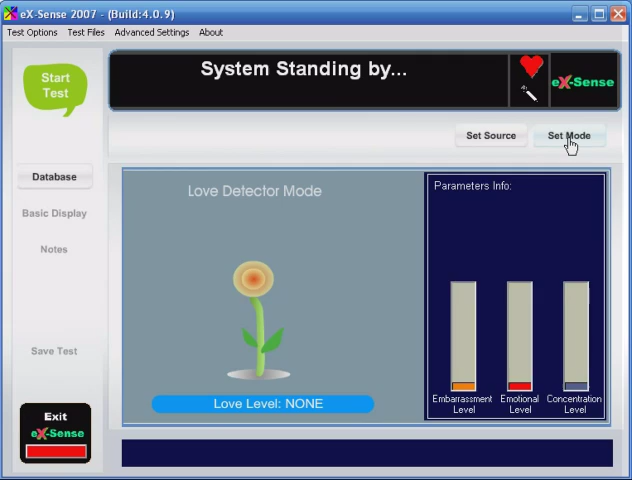 eX-Sense 2007 - (Build:4.0.9)
Test Options Test Files Advanced Settings About
Start
Test
System Standing by...
eX-Sense
Set Source Set Mode
Database
Basic Display
Notes
Save Test
Exit
eX-Sense
Love Detector Mode
Love Level: NONE
Parameters Info:
Embarrassment
Level
Emotional
Level
Concentration
Level